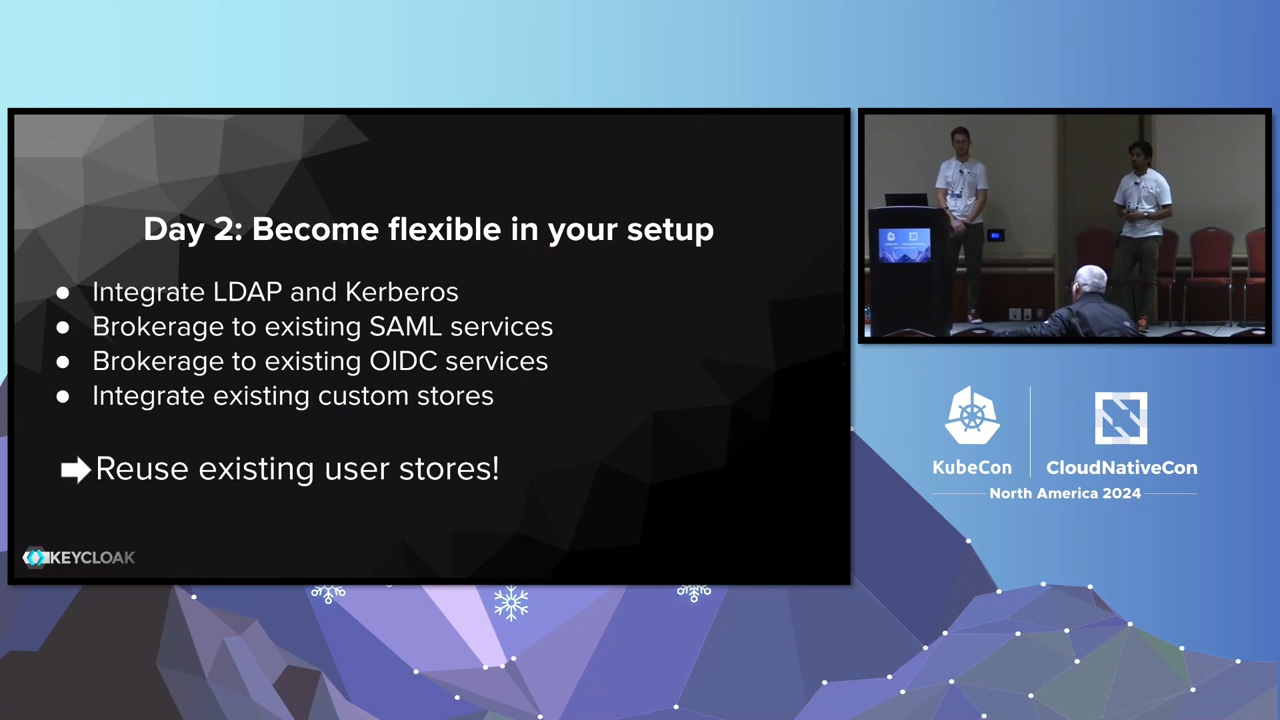 Day 2: Become flexible in your setup
● Integrate LDAP and Kerberos
● Brokerage to existing SAML services
● Brokerage to existing OIDC services
● Integrate existing custom stores
➡Reuse existing user stores!
KEYCLOAK
KubeCon
CloudNativeCon
North America 2024